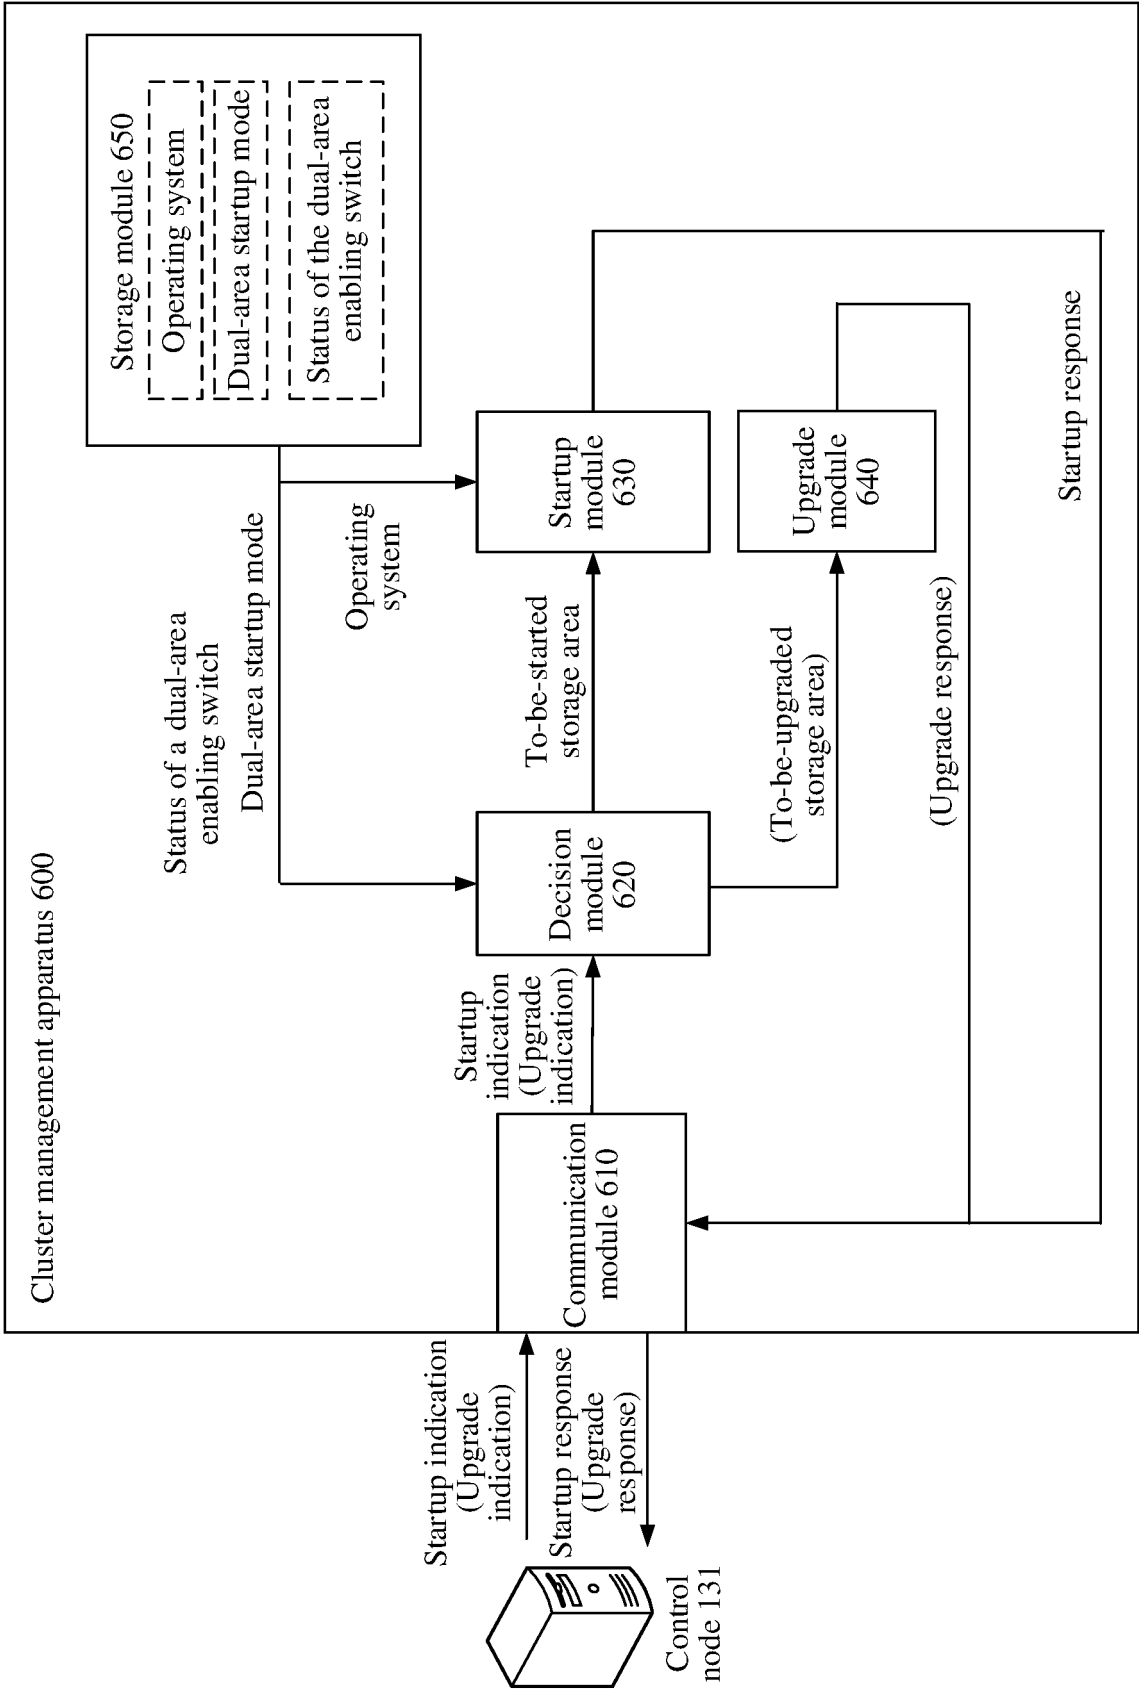 Cluster management apparatus 600
Storage module 650
Operating system
Dual-area startup mode
Status of the dual-area
enabling switch
Status of a dual-area
enabling switch
Dual-area startup mode
Operating
system
Startup indication
(Upgrade
indication)
Startup response
(Upgrade
response)
Control
node 131
Communication
module 610
Startup
indication
(Upgrade
indication)
Decision
module
620
To-be-started
storage area
Startup
module
630
(To-be-upgraded
storage area)
Upgrade
module
640
(Upgrade response)
Startup response